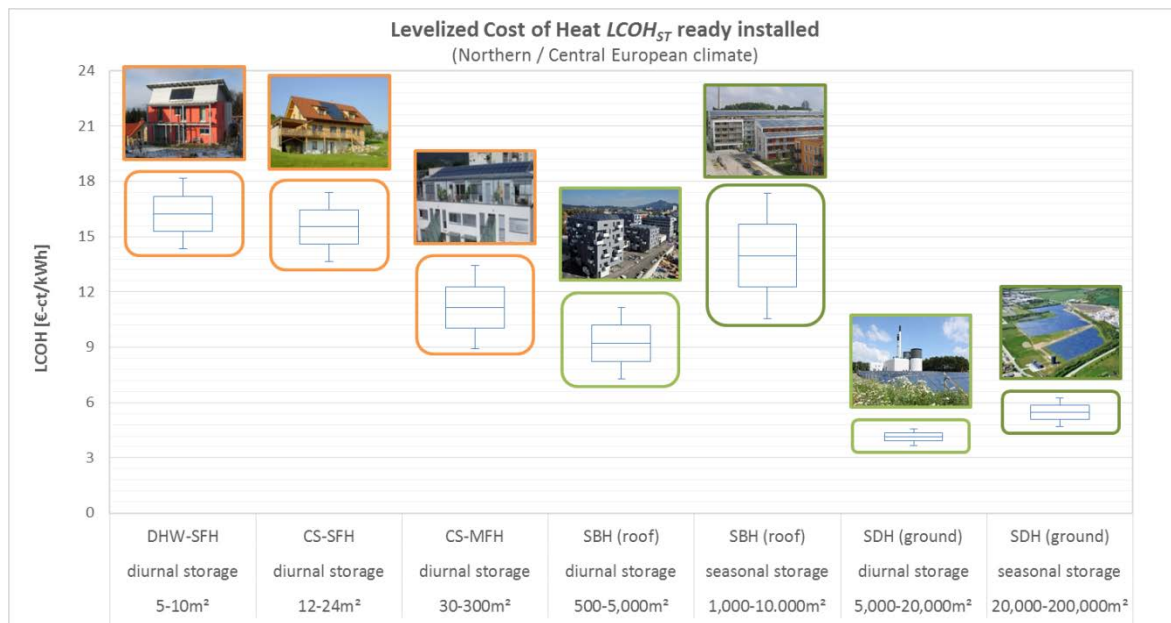 Levelized Cost of Heat LCOH_ST ready installed
(Northern / Central European climate)
LCOH [€-ct/kWh]
24
21
18
15
12
9
6
3
0
DHW-SFH
diurnal storage
5-10m²
CS-SFH
diurnal storage
12-24m²
CS-MFH
diurnal storage
30-300m²
SBH (roof)
diurnal storage
500-5,000m²
SBH (roof)
seasonal storage
1,000-10.000m²
SDH (ground)
diurnal storage
5,000-20,000m²
SDH (ground)
seasonal storage
20,000-200,000m²